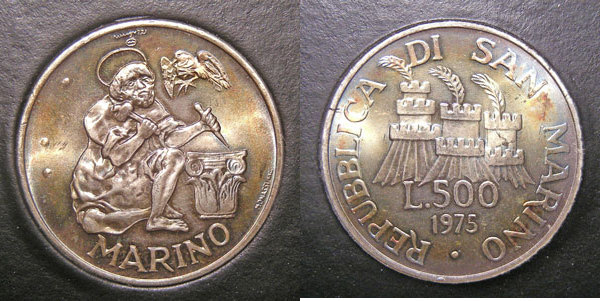 MARINO
REPUBBLICA DI SAN MARINO
L.500
1975